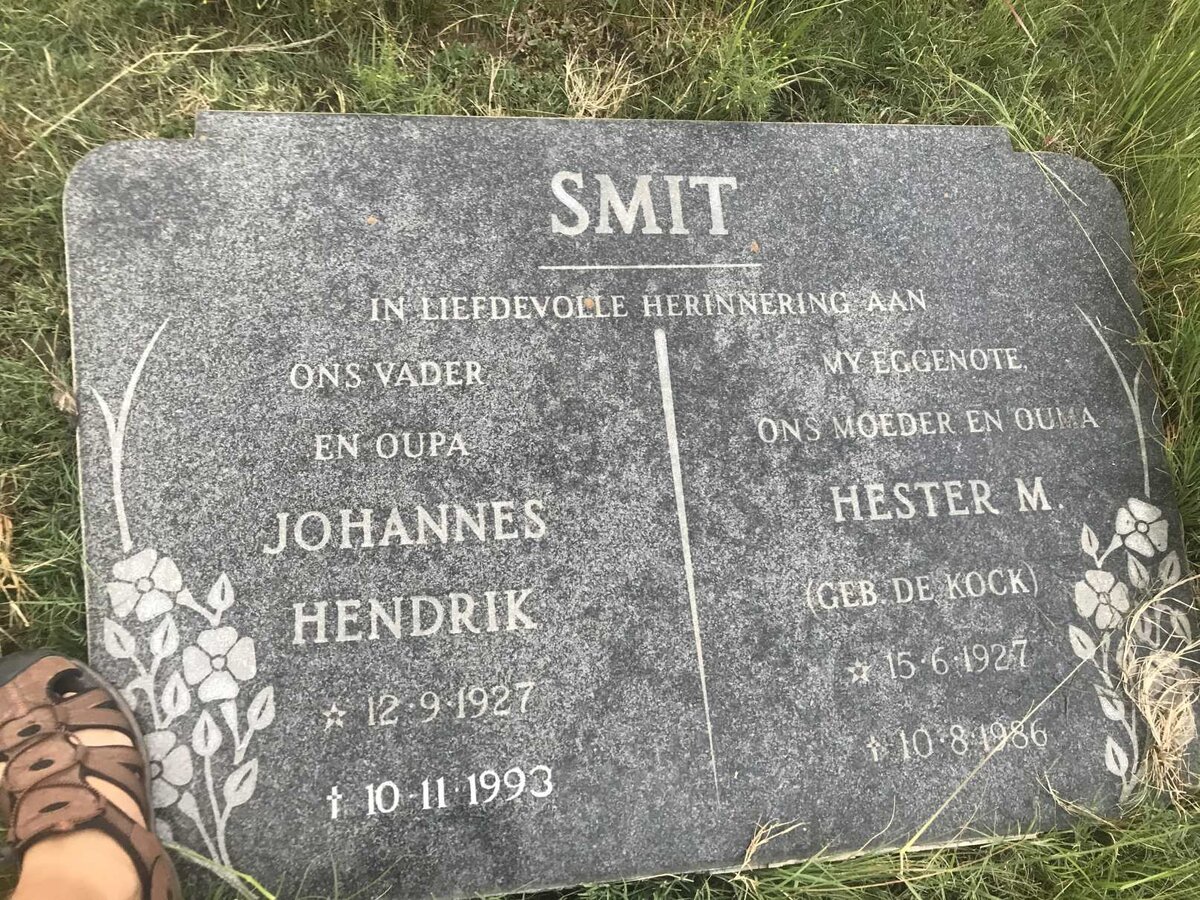 SMIT
IN LIEFDEVOLLE HERINNERING AAN
ONS VADER
EN OUPA
JOHANNES
HENDRIK
☆ 12·9·1927
† 10·11·1993
MY EGGENOTE,
ONS MOEDER EN OUMA
HESTER M.
(GEB. DE KOCK)
☆ 15·6·1927
† 10·8·1986